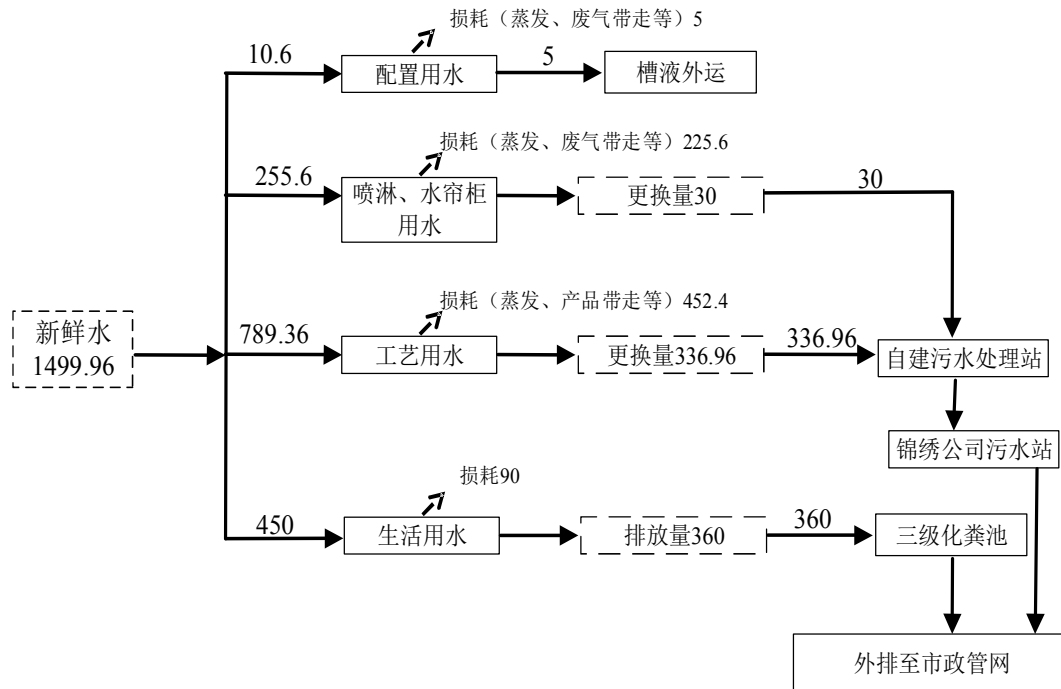 损耗（蒸发、废气带走等）5
10.6
配置用水
5
槽液外运
损耗（蒸发、废气带走等）225.6
255.6
喷淋、水帘柜
用水
更换量30
30
损耗（蒸发、产品带走等）452.4
新鲜水
1499.96
789.36
工艺用水
更换量336.96
336.96
自建污水处理站
锦绣公司污水站
损耗90
450
生活用水
排放量360
360
三级化粪池
外排至市政管网